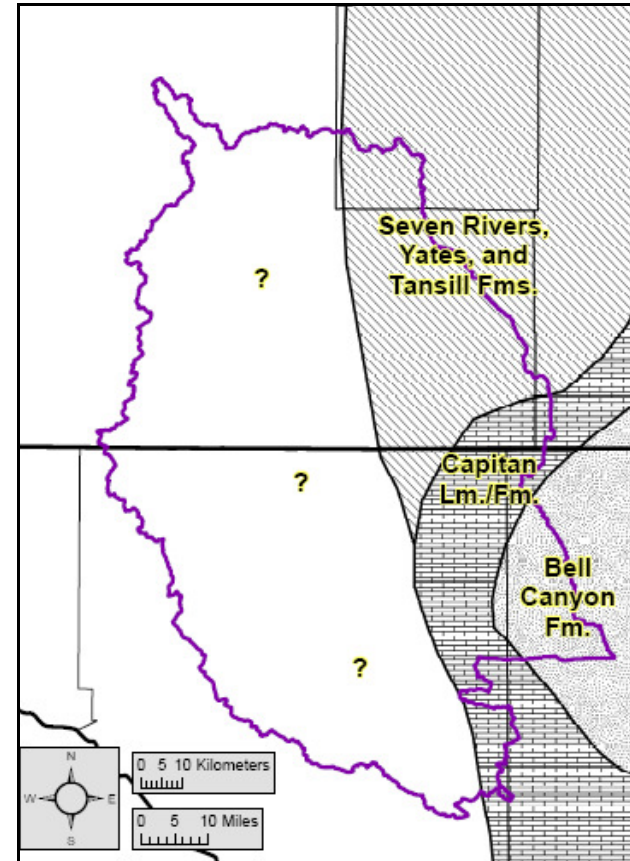 Seven Rivers,
Yates, and
Tansill Fms.
?
Capitan
Lm./Fm.
?
Bell
Canyon
Fm.
?
N
W E
S
0 5 10 Kilometers
0 5 10 Miles